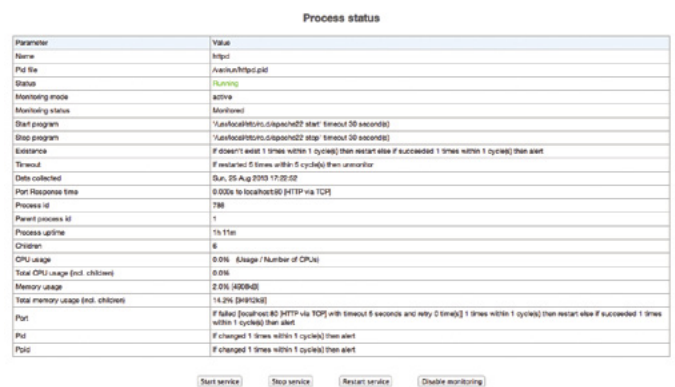 Process status
Parameter Value
Name httpd
Pid file /var/run/httpd.pid
Status Running
Monitoring mode active
Monitoring status Monitored
Start program '/usr/local/etc/rc.d/apache22 start' timeout 30 second(s)
Stop program '/usr/local/etc/rc.d/apache22 stop' timeout 30 second(s)
Existence If doesn't exist 1 times within 1 cycle(s) then restart else if succeeded 1 times within 1 cycle(s) then alert
Timeout If restarted 5 times within 5 cycle(s) then unmonitor
Data collected Sun, 25 Aug 2013 17:22:52
Port Response time 0.000s to localhost:80 [HTTP via TCP]
Process id 798
Parent process id 1
Process uptime 1h 11m
Children 6
CPU usage 0.0% (Usage / Number of CPUs)
Total CPU usage (incl. children) 0.0%
Memory usage 2.0% [4908kB]
Total memory usage (incl. children) 14.2% [34912kB]
Port If failed [localhost:80 [HTTP via TCP] with timeout 5 seconds and retry 0 time(s)] 1 times within 1 cycle(s) then restart else if succeeded 1 times
within 1 cycle(s) then alert
Pid If changed 1 times within 1 cycle(s) then alert
Ppid If changed 1 times within 1 cycle(s) then alert
Start service Stop service Restart service Disable monitoring